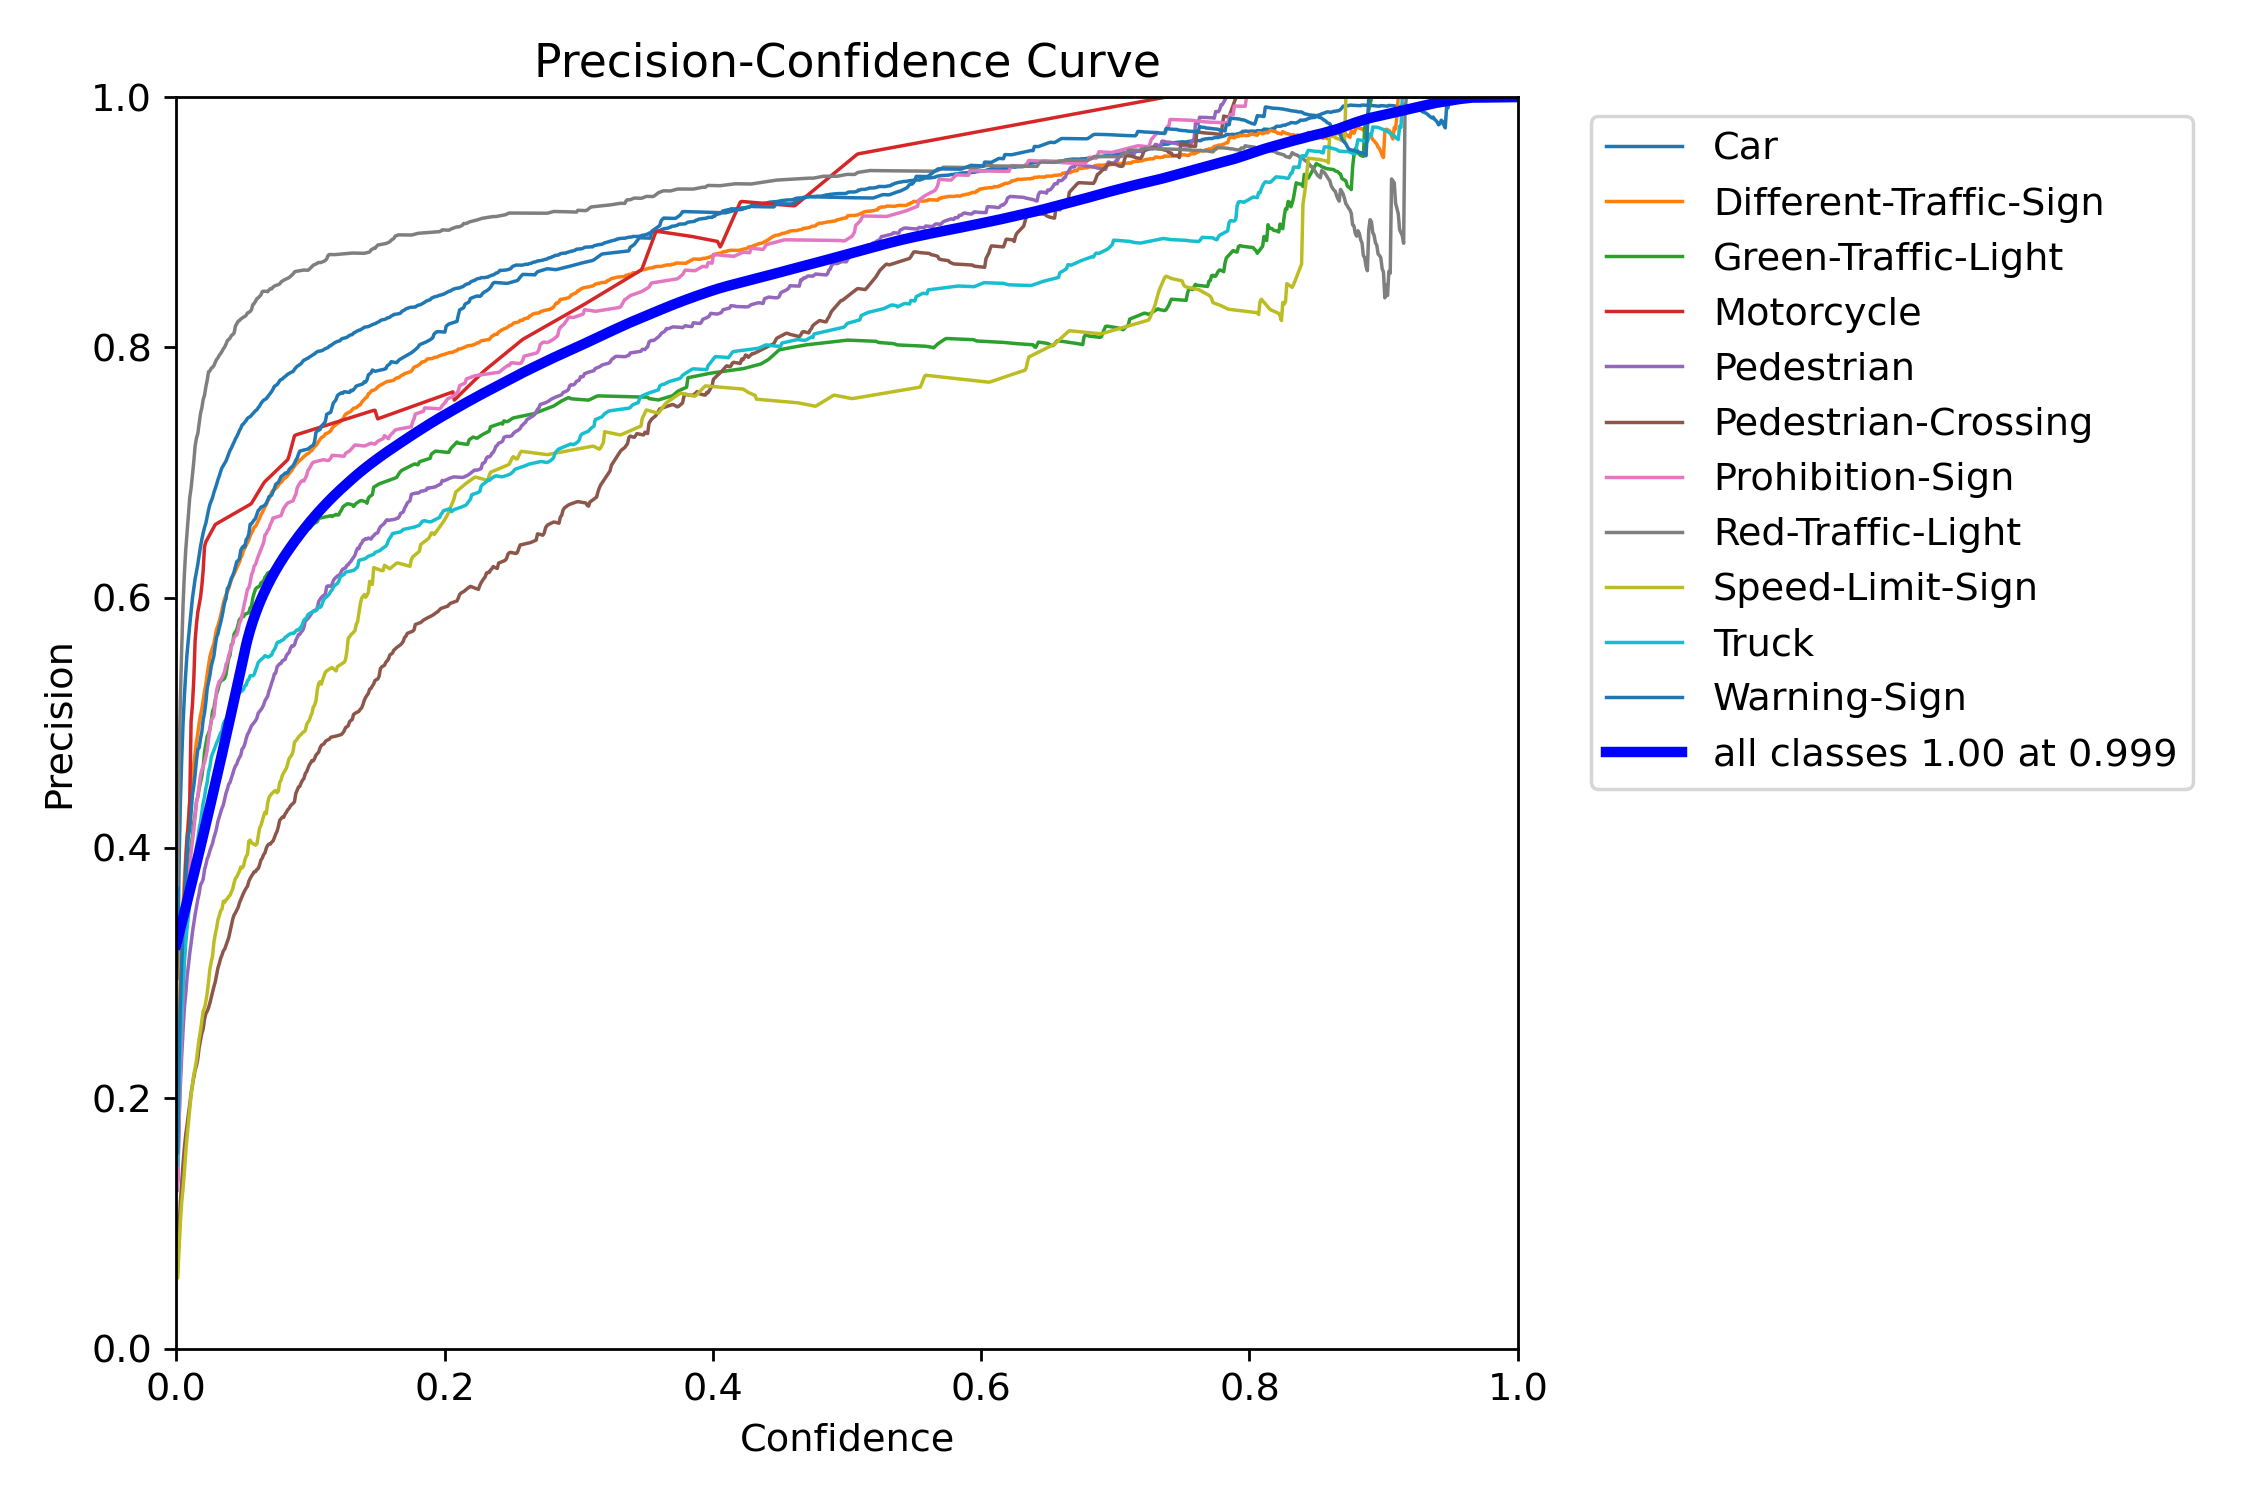 Precision-Confidence Curve
1.0
0.8
0.6
0.4
0.2
0.0
Precision
0.0 0.2 0.4 0.6 0.8 1.0
Confidence
Car
Different-Traffic-Sign
Green-Traffic-Light
Motorcycle
Pedestrian
Pedestrian-Crossing
Prohibition-Sign
Red-Traffic-Light
Speed-Limit-Sign
Truck
Warning-Sign
all classes 1.00 at 0.999